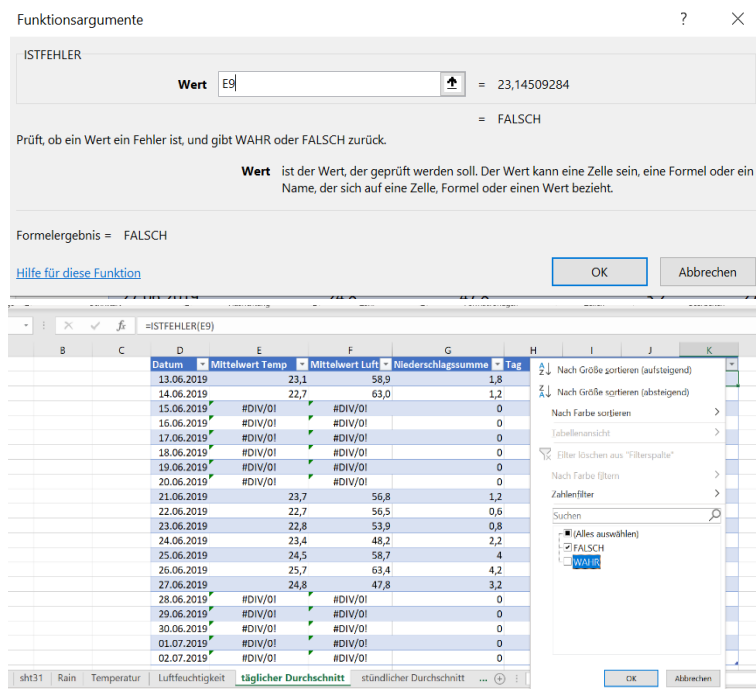 Funktionsargumente ? ×
ISTFEHLER
Wert E9 = 23,14509284
= FALSCH
Prüft, ob ein Wert ein Fehler ist, und gibt WAHR oder FALSCH zurück.
Wert ist der Wert, der geprüft werden soll. Der Wert kann eine Zelle sein, eine Formel oder ein
Name, der sich auf eine Zelle, Formel oder einen Wert bezieht.
Formelergebnis = FALSCH
Hilfe für diese Funktion
OK Abbrechen
fx =ISTFEHLER(E9)
B C D E F G H I J K
Datum Mittelwert Temp Mittelwert Luft Niederschlagssumme Tag
13.06.2019 23,1 58,9 1,8
14.06.2019 22,7 63,0 1,2
15.06.2019 #DIV/0! #DIV/0! 0
16.06.2019 #DIV/0! #DIV/0! 0
17.06.2019 #DIV/0! #DIV/0! 0
18.06.2019 #DIV/0! #DIV/0! 0
19.06.2019 #DIV/0! #DIV/0! 0
20.06.2019 #DIV/0! #DIV/0! 0
21.06.2019 23,7 56,8 1,2
22.06.2019 22,7 56,5 0,6
23.06.2019 22,8 53,9 0,8
24.06.2019 23,4 48,2 2,2
25.06.2019 24,5 58,7 4
26.06.2019 25,7 63,4 4,2
27.06.2019 24,8 47,8 3,2
28.06.2019 #DIV/0! #DIV/0! 0
29.06.2019 #DIV/0! #DIV/0! 0
30.06.2019 #DIV/0! #DIV/0! 0
01.07.2019 #DIV/0! #DIV/0! 0
02.07.2019 #DIV/0! #DIV/0! 0
Nach Größe sortieren (aufsteigend)
Nach Größe sortieren (absteigend)
Nach Farbe sortieren
Tabellenansicht
Filter löschen aus "Filterspalte"
Nach Farbe filtern
Zahlenfilter
Suchen
(Alles auswählen)
FALSCH
WAHR
OK Abbrechen
sht31 Rain Temperatur Luftfeuchtigkeit täglicher Durchschnitt stündlicher Durchschnitt ...